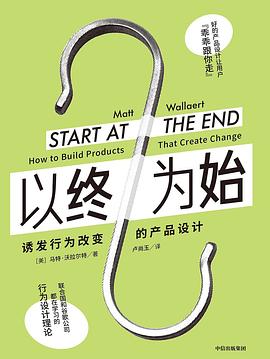 好的产品设计让用户
『乖乖跟你走』
Matt Wallaert
START AT THE END
How to Build Products That Create Change
以终为始
诱发行为改变的产品设计
[美] 马特·沃拉尔特 著
卢尚玉 译
联合国和谷歌公司
都在学习的
行为设计理论
中信出版集团